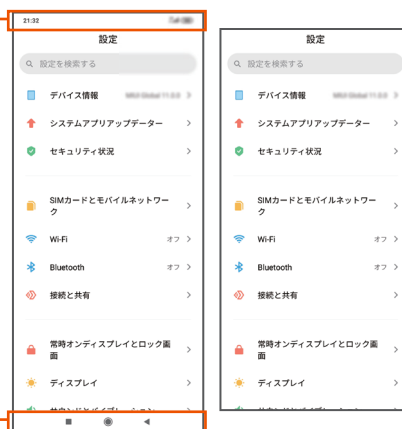 21:32
設定
設定を検索する
デバイス情報 MIUI Global 11.0.5
システムアプリアップデーター
セキュリティ状況
SIMカードとモバイルネットワー
ク
Wi-Fi オフ
Bluetooth オフ
接続と共有
常時オンディスプレイとロック画
面
ディスプレイ
設定
設定を検索する
デバイス情報
システムアプリアップデーター
セキュリティ状況
SIMカードとモバイルネットワー
ク
Wi-Fi オフ
Bluetooth オフ
接続と共有
常時オンディスプレイとロック画
面
ディスプレイ